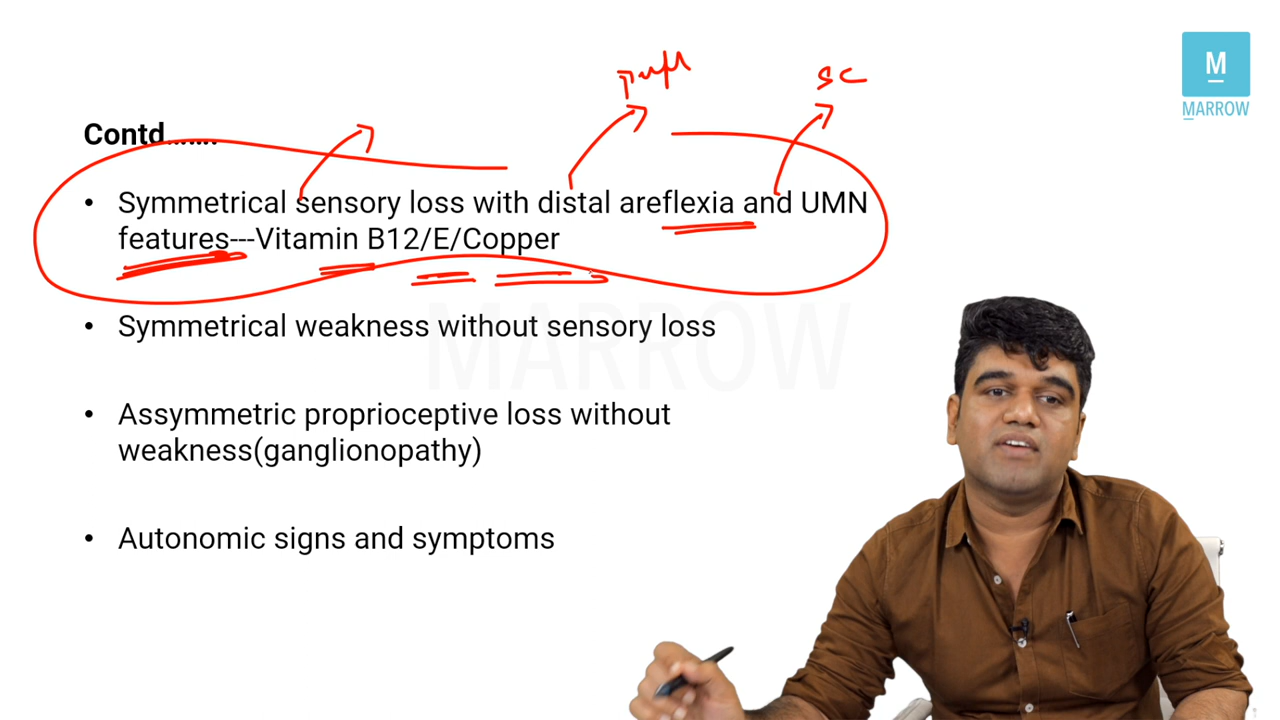 SC
M
MARROW
Contd.......
• Symmetrical sensory loss with distal areflexia and UMN
features---Vitamin B12/E/Copper
• Symmetrical weakness without sensory loss
MARROW
• Assymmetric proprioceptive loss without
weakness(ganglionopathy)
• Autonomic signs and symptoms